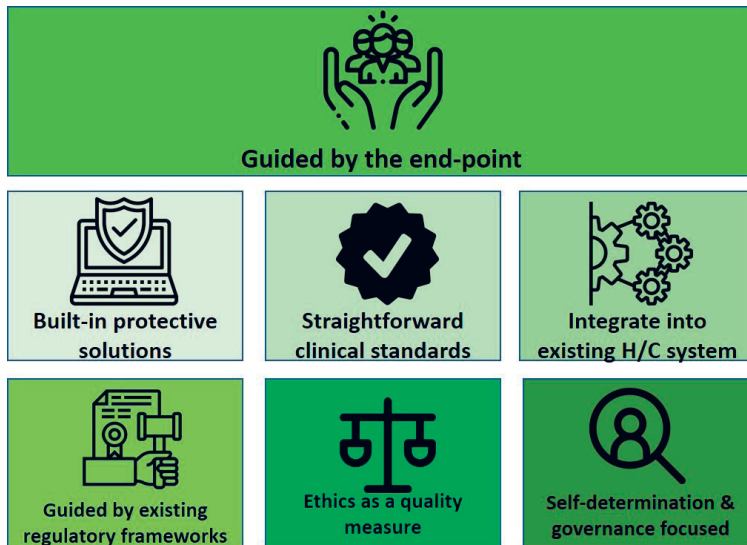 Guided by the end-point
Built-in protective
solutions
Straightforward
clinical standards
Integrate into
existing H/C system
Guided by existing
regulatory frameworks
Ethics as a quality
measure
Self-determination &
governance focused